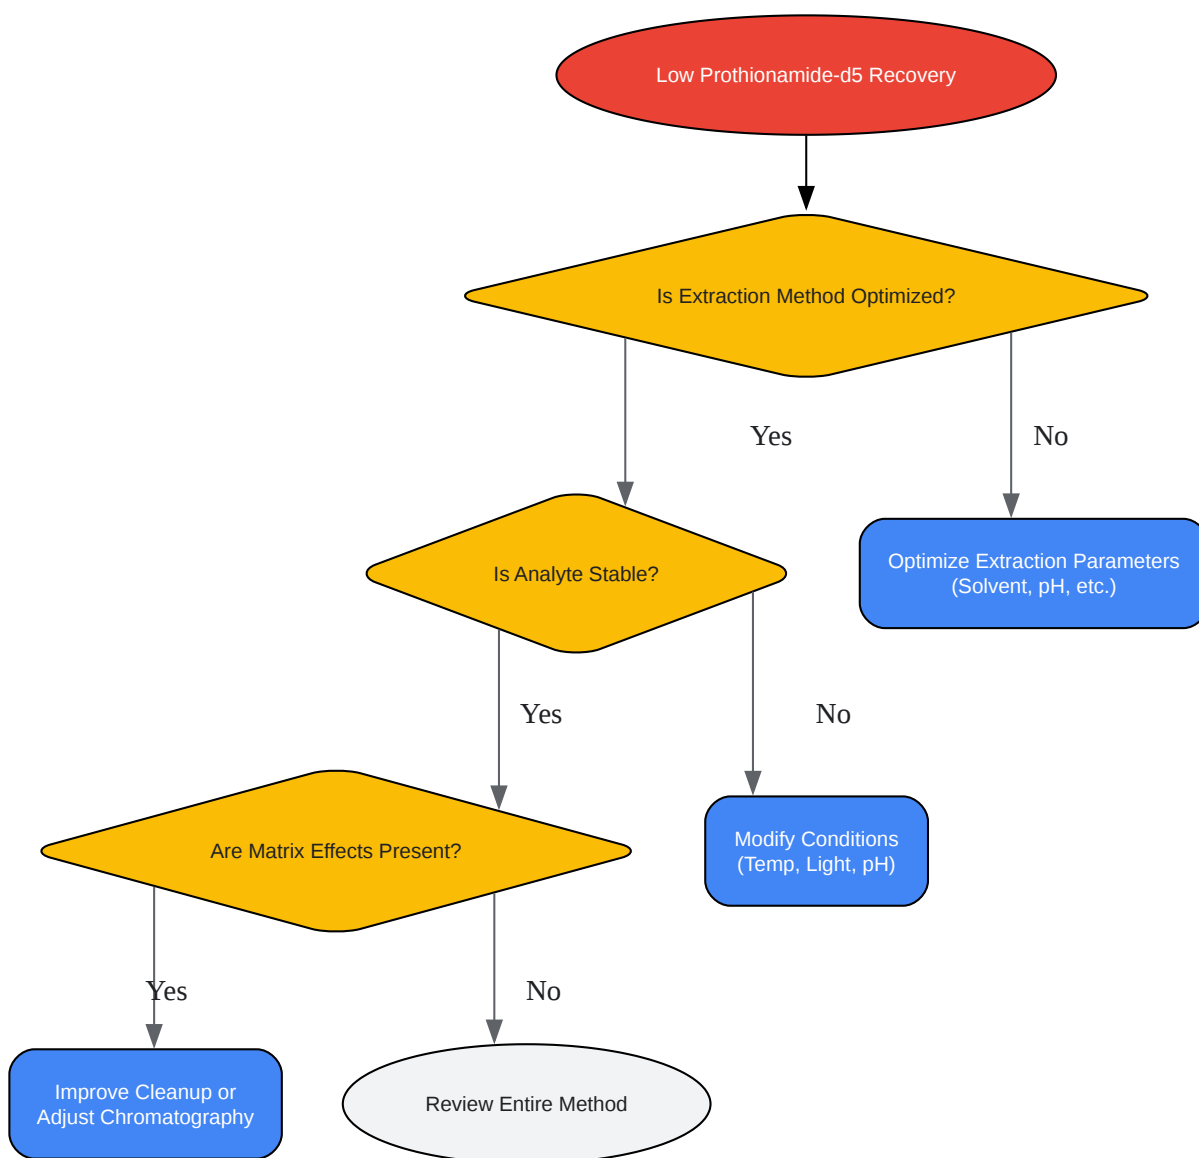 Low Prothionamide-d5 Recovery
Is Extraction Method Optimized?
Yes
No
Optimize Extraction Parameters
(Solvent, pH, etc.)
Is Analyte Stable?
Yes
No
Modify Conditions
(Temp, Light, pH)
Are Matrix Effects Present?
Yes
No
Improve Cleanup or
Adjust Chromatography
Review Entire Method